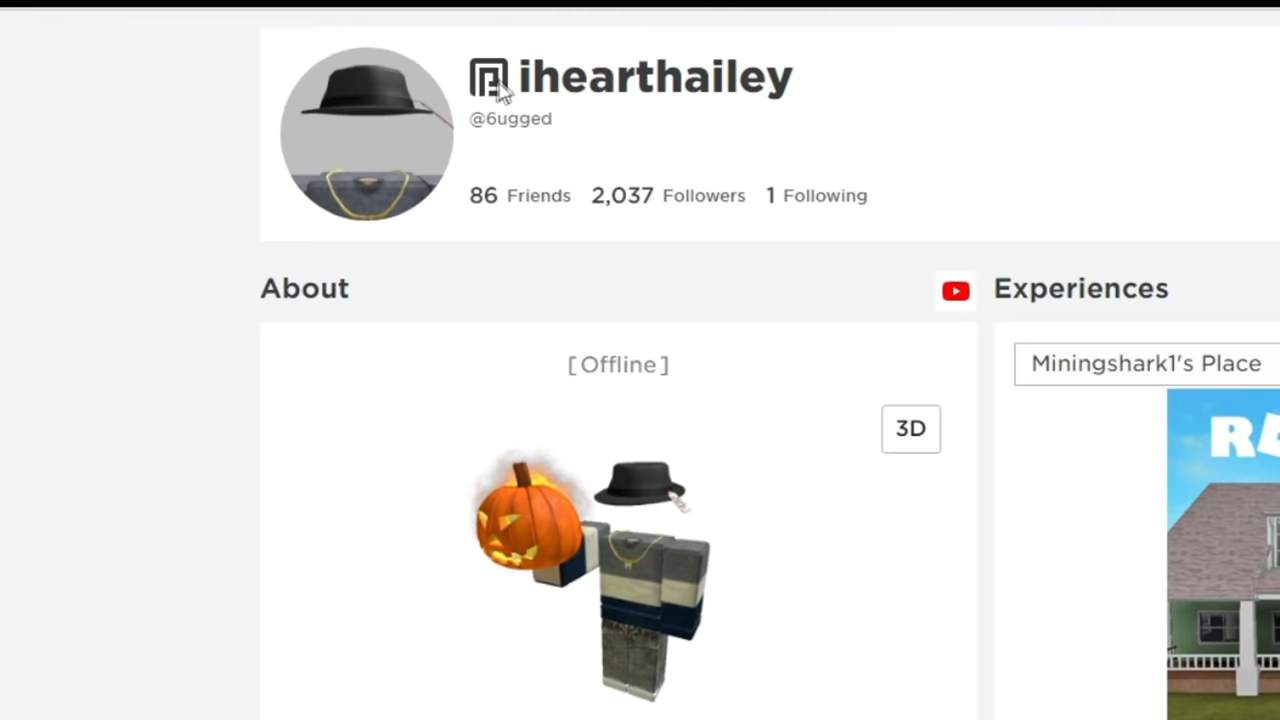 ihearthailey
@6ugged
86 Friends 2,037 Followers 1 Following
About
Experiences
[ Offline ]
Miningshark1's Place
3D